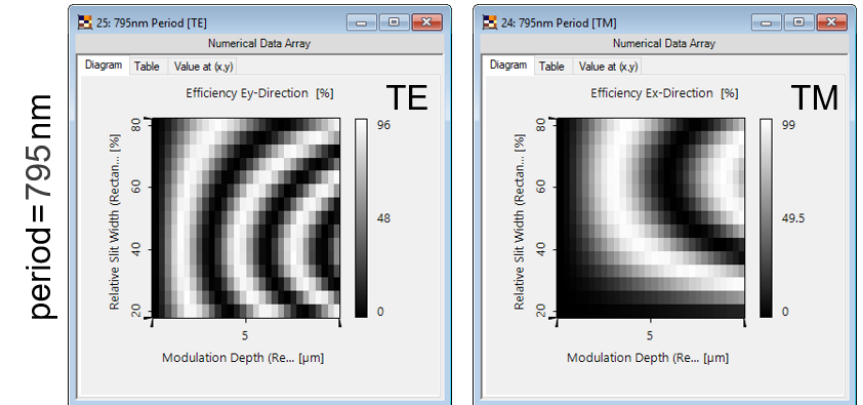 period = 795 nm
25: 795nm Period [TE]
Numerical Data Array
Diagram Table Value at (x,y)
Efficiency Ey-Direction [%]
TE
Relative Slit Width (Rectan... [%]
80
60
40
20
5
Modulation Depth (Re... [µm]
96
48
0
24: 795nm Period [TM]
Numerical Data Array
Diagram Table Value at (x,y)
Efficiency Ex-Direction [%]
TM
Relative Slit Width (Rectan... [%]
80
60
40
20
5
Modulation Depth (Re... [µm]
99
49.5
0